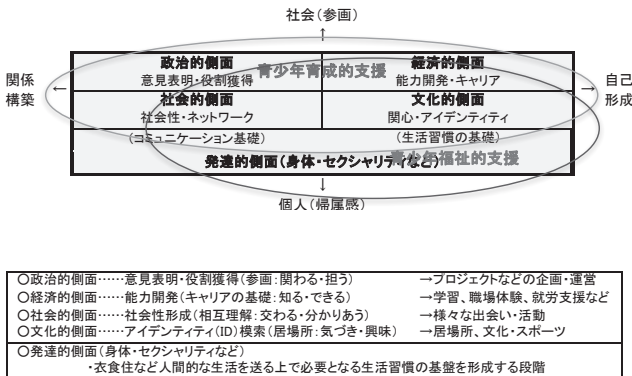 社会(参画)
↑
政治的側面 経済的側面
青少年育成的支援
意見表明・役割獲得 能力開発・キャリア
関係構築 ← → 自己形成
社会的側面 文化的側面
社会性・ネットワーク 関心・アイデンティティ
(コミュニケーション基礎) (生活習慣の基礎)
発達的側面(身体・セクシャリティなど)
青少年福祉的支援
↓
個人(帰属感)
〇政治的側面……意見表明・役割獲得(参画:関わる・担う) →プロジェクトなどの企画・運営
〇経済的側面……能力開発(キャリアの基礎:知る・できる) →学習、職場体験、就労支援など
〇社会的側面……社会性形成(相互理解:交わる・分かりあう) →様々な出会い・活動
〇文化的側面……アイデンティティ(ID)模索(居場所:気づき・興味) →居場所、文化・スポーツ
〇発達的側面(身体・セクシャリティなど)
・衣食住など人間的な生活を送る上で必要となる生活習慣の基盤を形成する段階